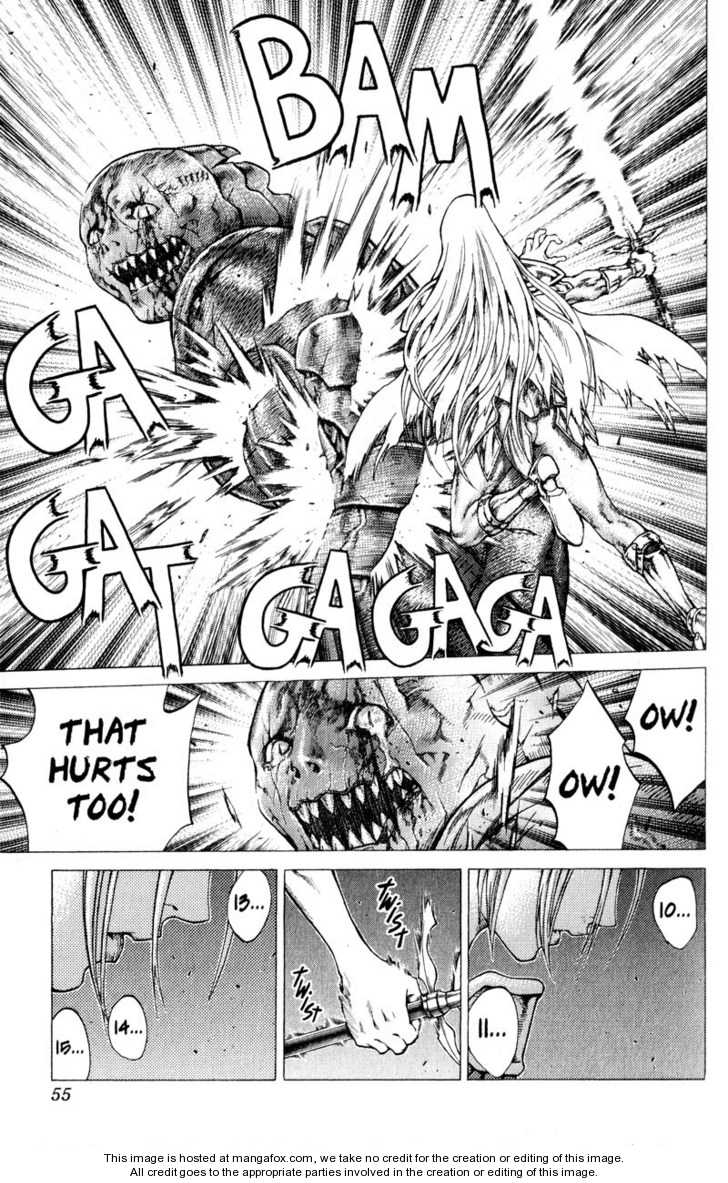 BAM
GA
GAT
GA GAGA
OW!
OW!
THAT
HURTS
TOO!
10...
11...
TWIST
TWIST
13...
14...
15...
55
This image is hosted at mangafox.com, we take no credit for the creation or editing of this image.
All credit goes to the appropriate parties involved in the creation or editing of this image.